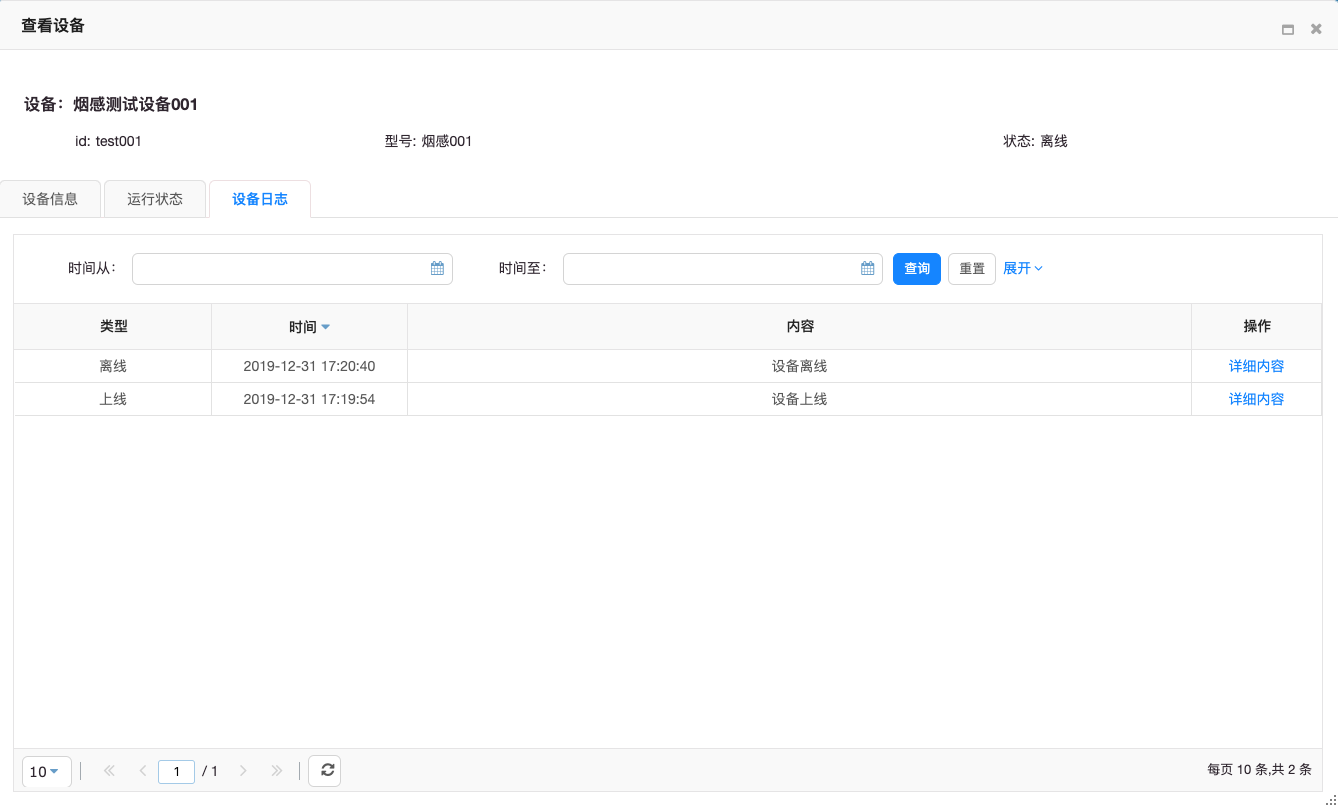 查看设备
设备：烟感测试设备001
id: test001 型号: 烟感001 状态: 离线
设备信息 运行状态 设备日志
时间从： 时间至： 查询 重置 展开
类型 时间 内容 操作
离线 2019-12-31 17:20:40 设备离线 详细内容
上线 2019-12-31 17:19:54 设备上线 详细内容
10 1 / 1 每页 10 条,共 2 条